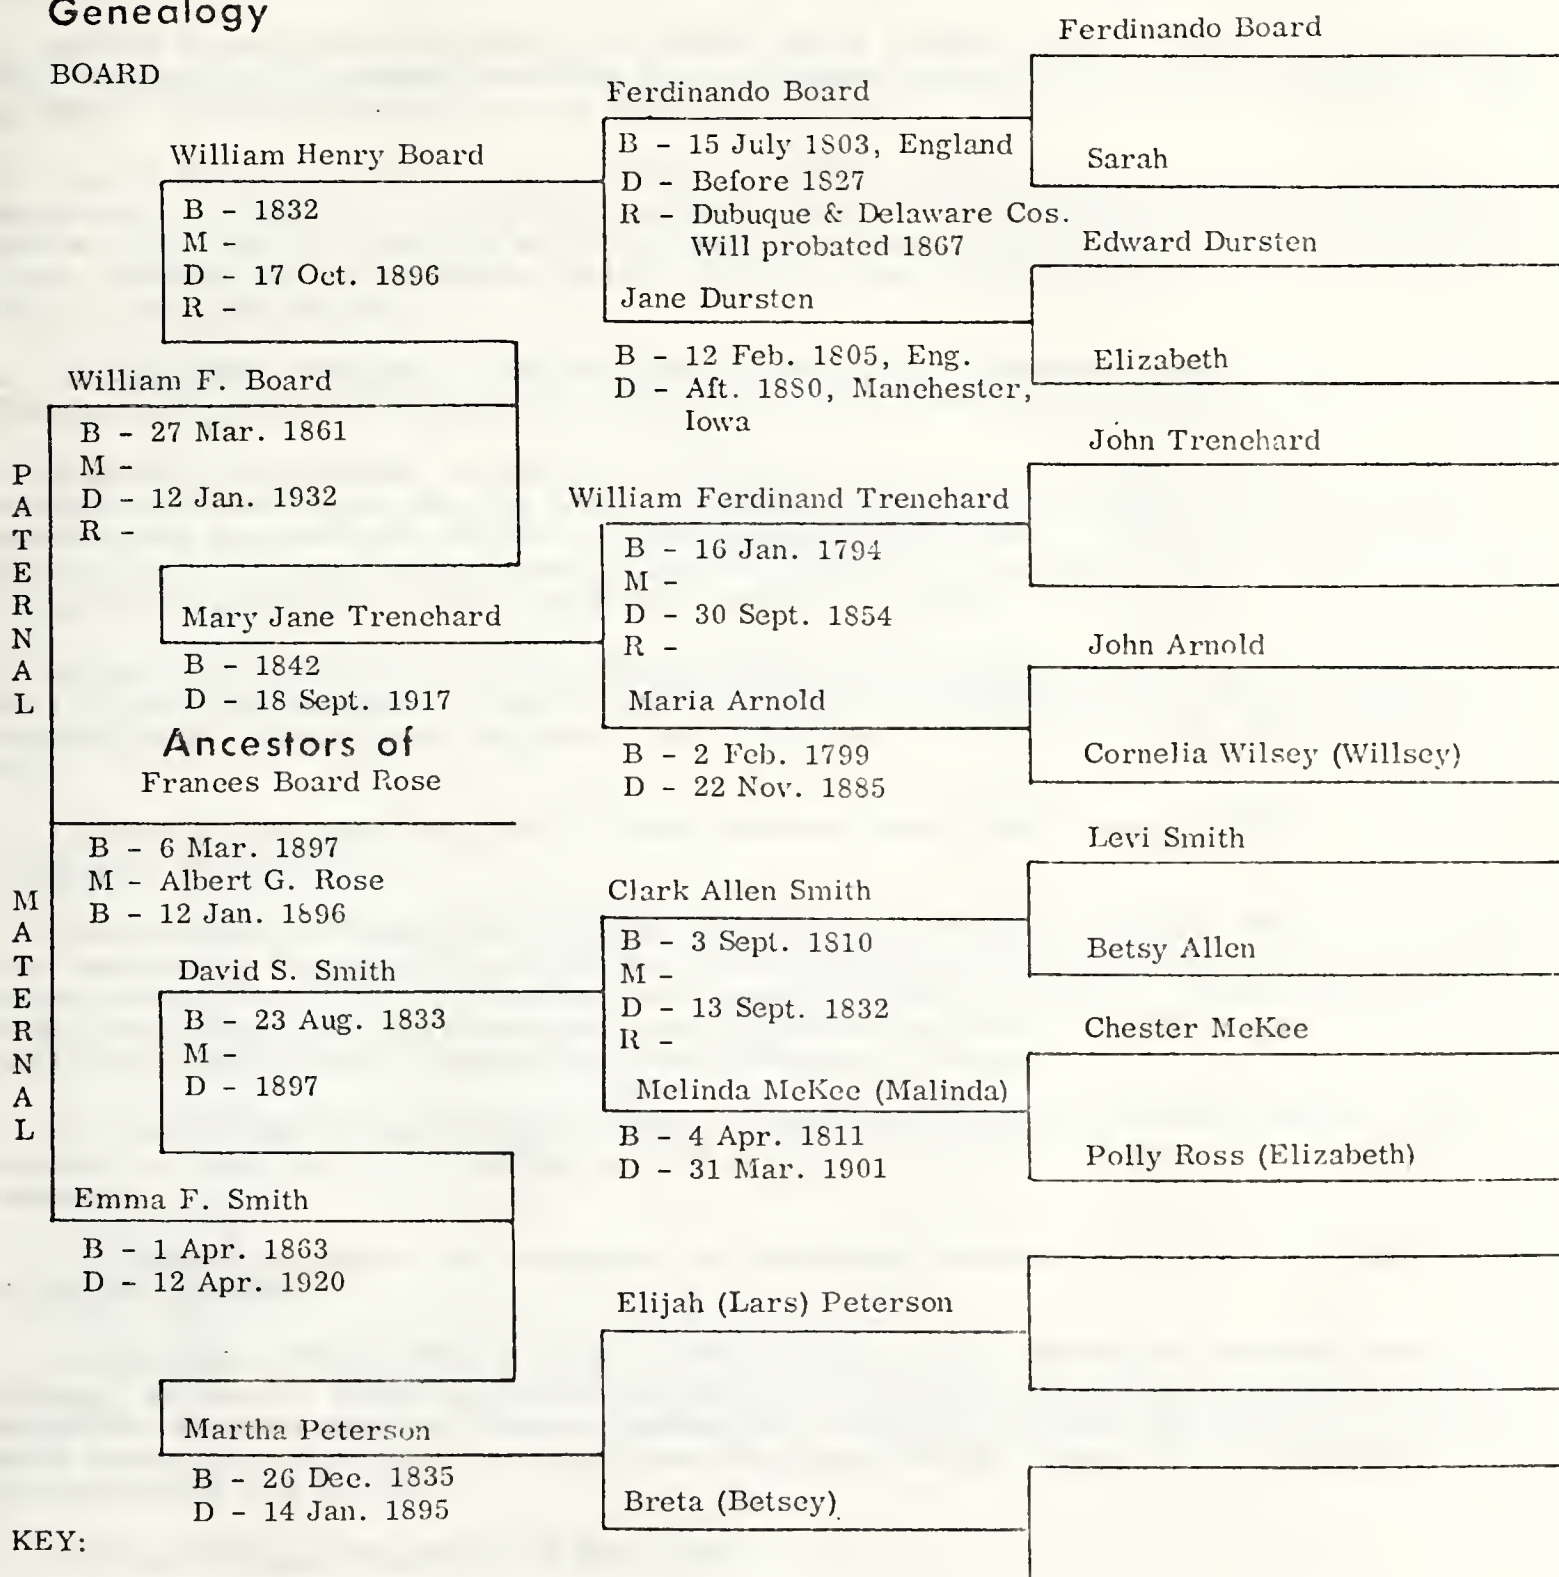 Genealogy
BOARD
Ferdinando Board
Ferdinando Board
William Henry Board
B - 15 July 1803, England
Sarah
D - Before 1827
B - 1832
R - Dubuque & Delaware Cos.
M -
Will probated 1867
Edward Dursten
D - 17 Oct. 1896
R -
Jane Dursten
B - 12 Feb. 1805, Eng.
Elizabeth
D - Aft. 1880, Manchester,
Iowa
William F. Board
B - 27 Mar. 1861
M -
D - 12 Jan. 1932
R -
John Trenchard
William Ferdinand Trenchard
B - 16 Jan. 1794
M -
D - 30 Sept. 1854
R -
Mary Jane Trenchard
B - 1842
D - 18 Sept. 1917
John Arnold
Maria Arnold
B - 2 Feb. 1799
D - 22 Nov. 1885
Cornelia Wilsey (Willsey)
PATERNAL
Ancestors of
Frances Board Rose
B - 6 Mar. 1897
M - Albert G. Rose
B - 12 Jan. 1896
MATERNAL
Levi Smith
Clark Allen Smith
B - 3 Sept. 1810
M -
D - 13 Sept. 1832
R -
Betsy Allen
David S. Smith
B - 23 Aug. 1833
M -
D - 1897
Chester McKee
Melinda McKee (Malinda)
B - 4 Apr. 1811
D - 31 Mar. 1901
Polly Ross (Elizabeth)
Emma F. Smith
B - 1 Apr. 1863
D - 12 Apr. 1920
Elijah (Lars) Peterson
Martha Peterson
B - 26 Dec. 1835
D - 14 Jan. 1895
Breta (Betsey)
KEY: